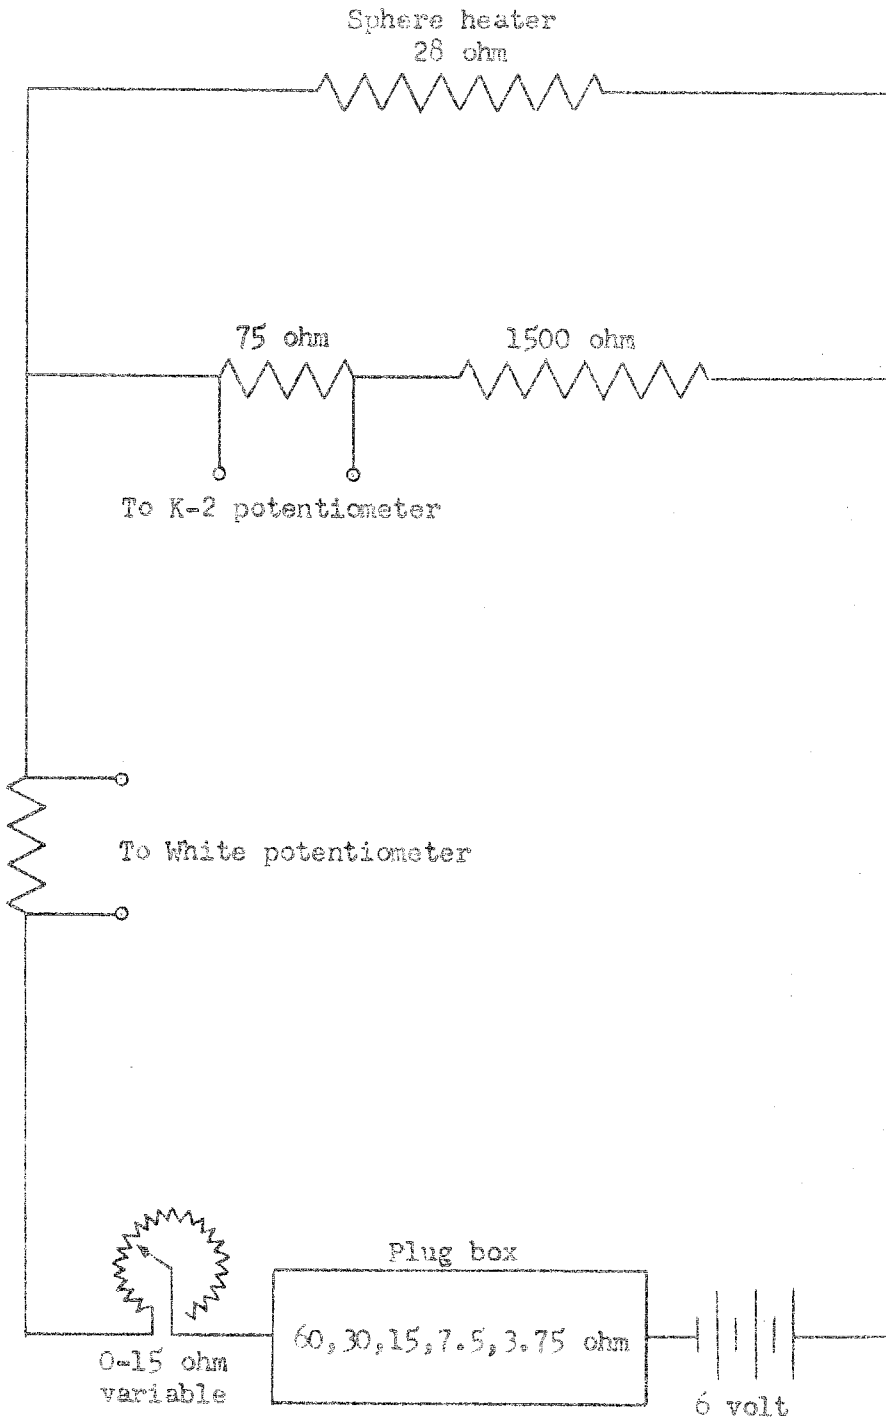 Sphere heater
28 ohm
75 ohm
1500 ohm
To K-2 potentiometer
To White potentiometer
Plug box
60,30,15,7.5,3.75 ohm
0-15 ohm
variable
6 volt